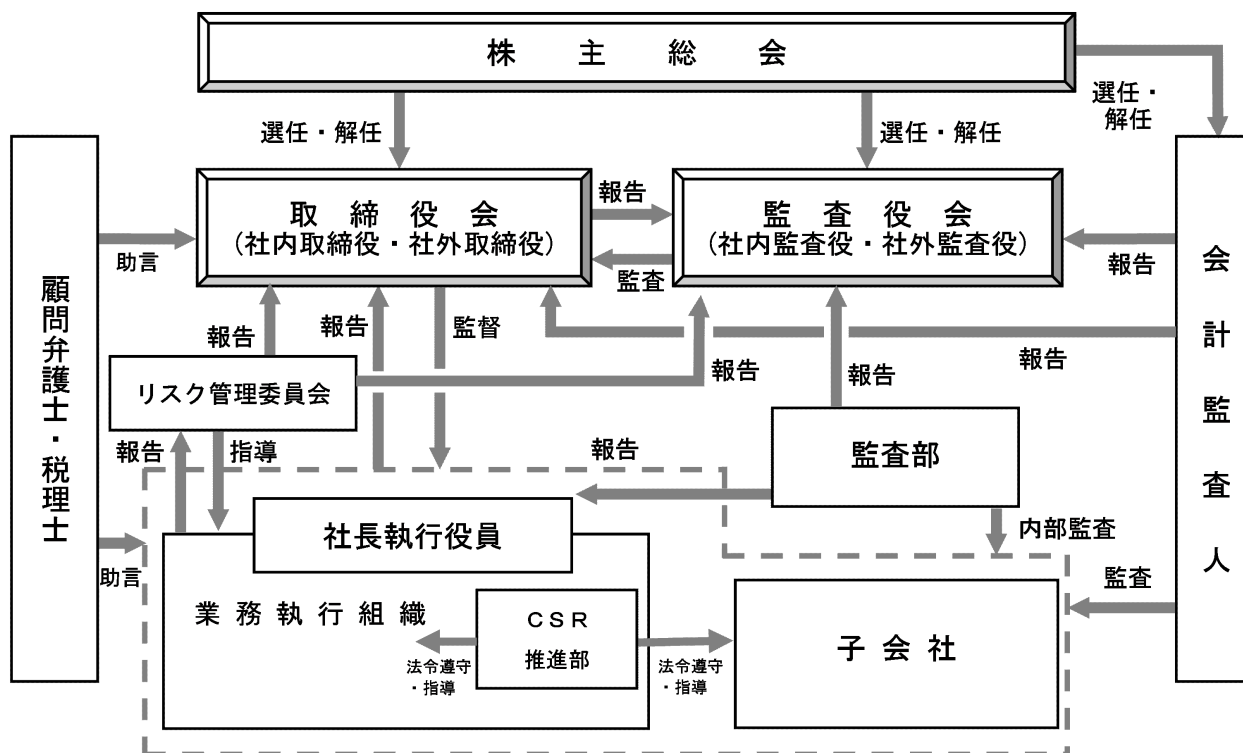 株主総会
選任・解任
選任・解任
選任・
解任
取締役会
(社内取締役・社外取締役)
報告
監査
監査役会
(社内監査役・社外監査役)
報告
助言
顧問弁護士・税理士
会計監査人
報告
報告
監督
報告
報告
報告
リスク管理委員会
報告
指導
報告
監査部
社長執行役員
内部監査
助言
監査
業務執行組織
CSR
推進部
法令遵守
・指導
法令遵守
・指導
子会社